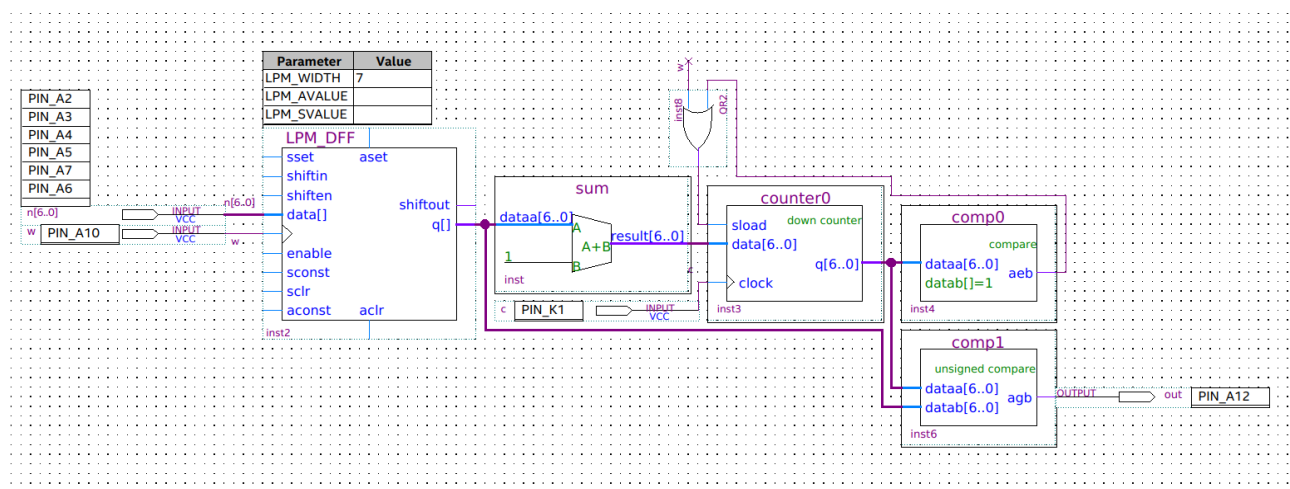 Parameter Value
LPM_WIDTH 7
LPM_AVALUE
LPM_SVALUE
PIN_A2
PIN_A3
PIN_A4
PIN_A5
PIN_A7
PIN_A6
n[6..0]
INPUT
VCC
n[6..0]
w
PIN_A10
INPUT
VCC
w
LPM_DFF
sset
aset
shiftin
shiften
data[]
shiftout
q[]
enable
sconst
sclr
aconst
aclr
inst2
sum
dataa[6..0]
A
A+B
result[6..0]
1
B
inst
c
PIN_K1
INPUT
VCC
c
w
inst8
OR2
counter0
down counter
sload
data[6..0]
q[6..0]
clock
inst3
comp0
compare
dataa[6..0]
aeb
datab[]=1
inst4
comp1
unsigned compare
dataa[6..0]
agb
datab[6..0]
inst6
OUTPUT
out
PIN_A12